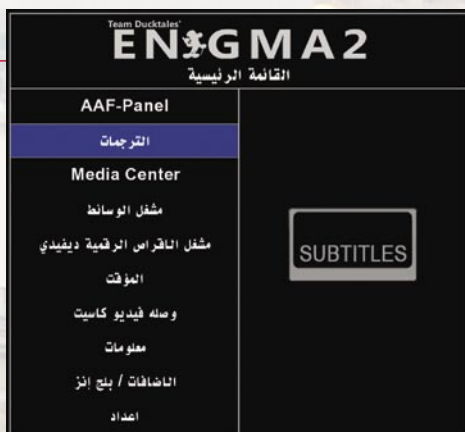 Team Ducktales'
ENIGMA2
القائمة الرئيسية
AAF-Panel
الترجمات
Media Center
مشغل الوسائط
مشغل الاقراص الرقمية ديفيدي
المؤقت
وصله فيديو كاسيت
معلومات
الاضافات / بلج إنز
اعداد
SUBTITLES